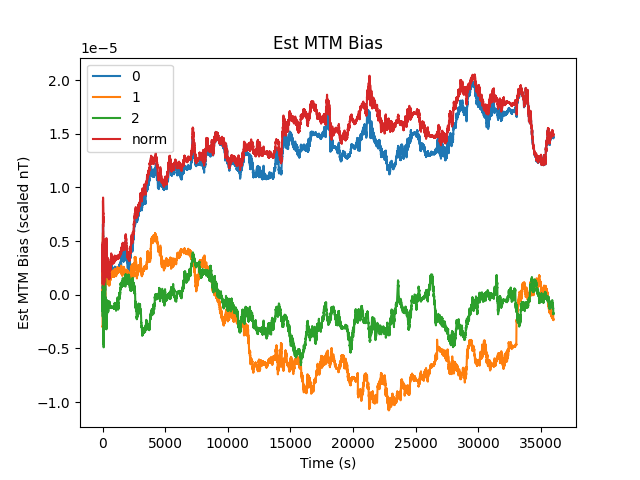 Est MTM Bias
1e−5
0
1
2
norm
2.0
1.5
1.0
0.5
0.0
−0.5
−1.0
Est MTM Bias (scaled nT)
0 5000 10000 15000 20000 25000 30000 35000
Time (s)